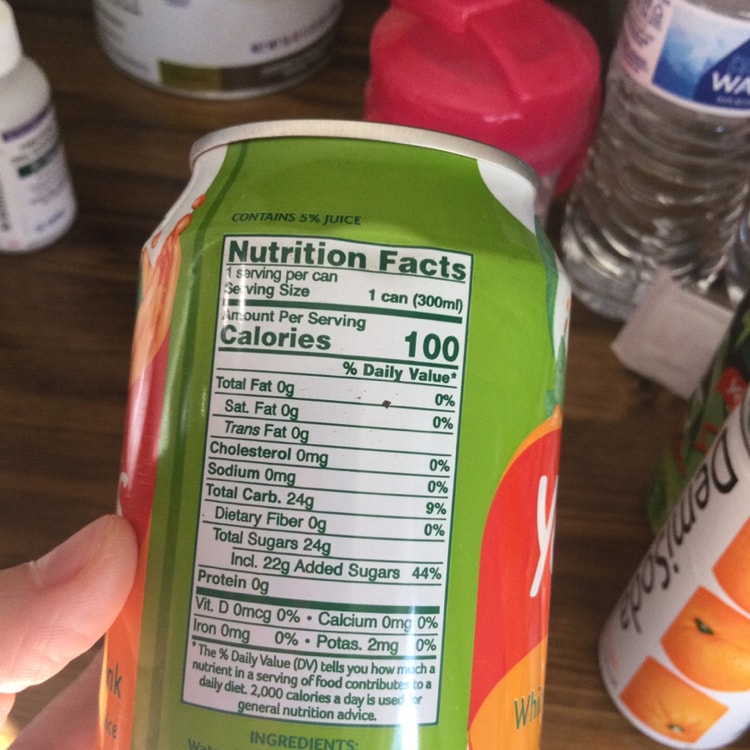 CONTAINS 5% JUICE
Nutrition Facts
1 serving per can
Serving Size 1 can (300ml)
Amount Per Serving
Calories 100
% Daily Value*
Total Fat 0g 0%
Sat. Fat 0g 0%
Trans Fat 0g
Cholesterol 0mg 0%
Sodium 0mg 0%
Total Carb. 24g 9%
Dietary Fiber 0g 0%
Total Sugars 24g
Incl. 22g Added Sugars 44%
Protein 0g
Vit. D 0mcg 0% • Calcium 0mg 0%
Iron 0mg 0% • Potas. 2mg 0%
*The % Daily Value (DV) tells you how much a
nutrient in a serving of food contributes to a
daily diet. 2,000 calories a day is used for
general nutrition advice.
INGREDIENTS:
DemiSoda